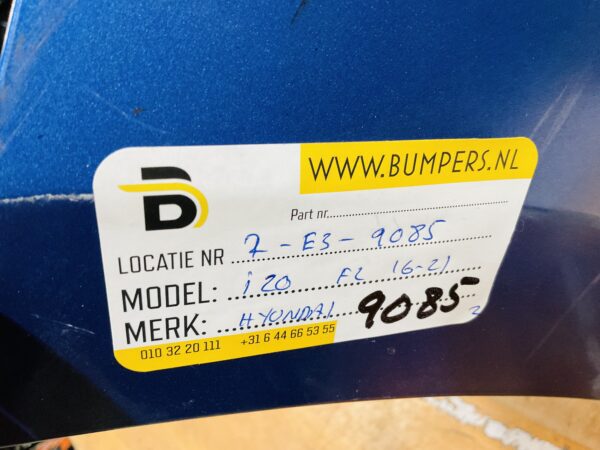 WWW.BUMPERS.NL
B
Part nr.
LOCATIE NR 7-E3-9085
MODEL: i20 FL 16-21
MERK: HYUNDAI 9085
010 32 20 111 +31 6 44 66 53 55